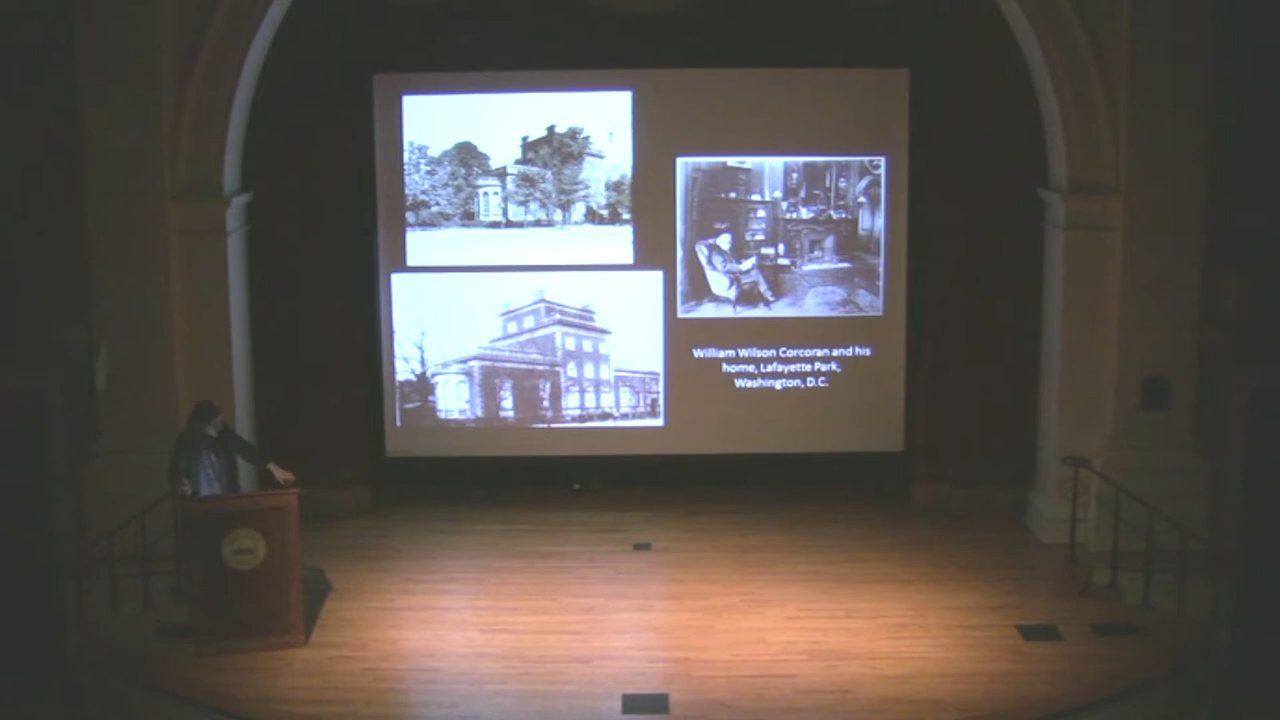 William Wilson Corcoran and his
home, Lafayette Park,
Washington, D.C.